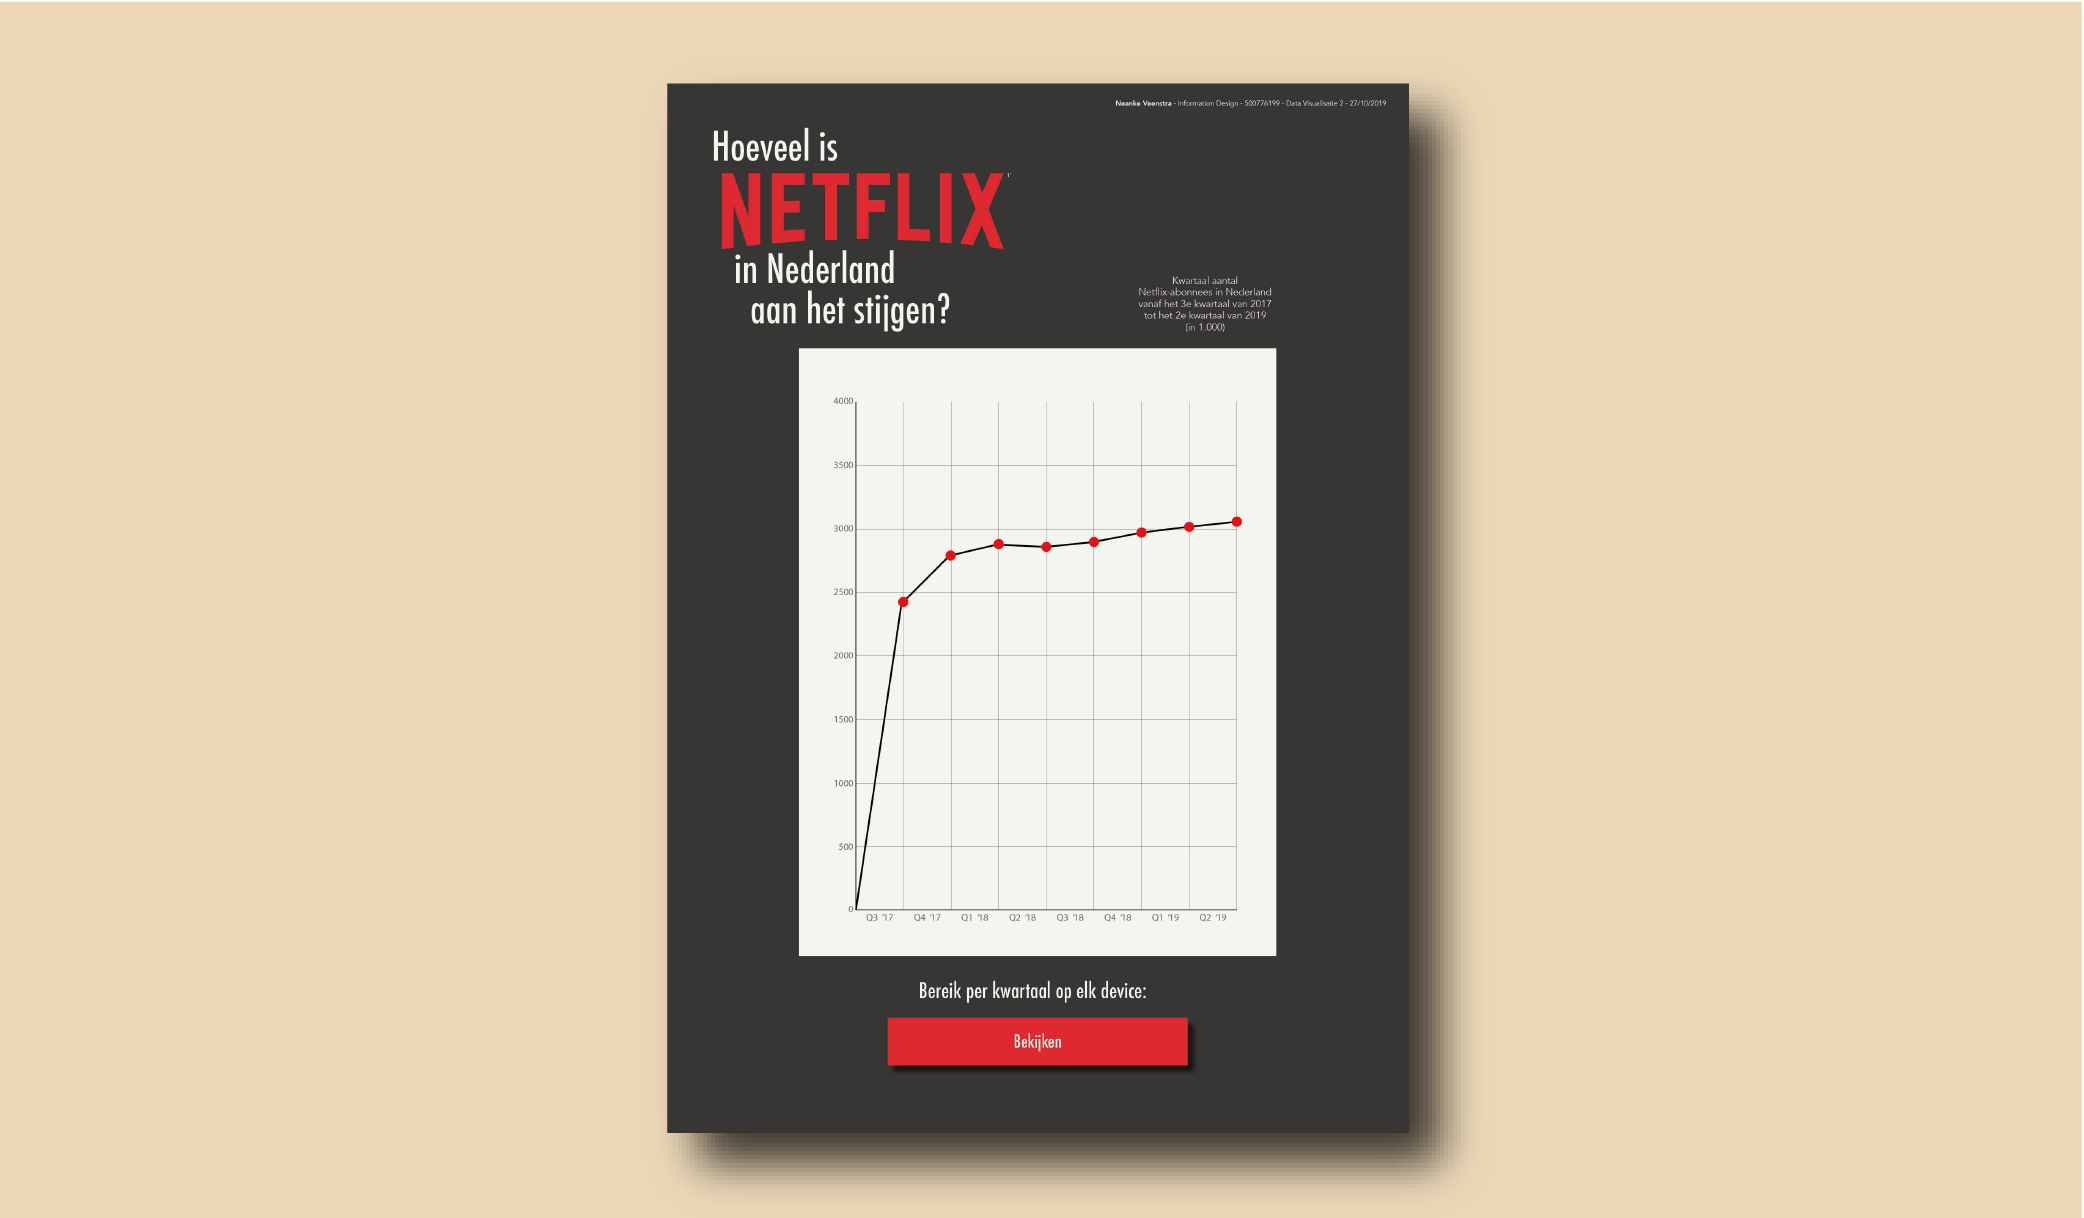 Neanke Veenstra - Information Design - 500776199 - Data Visualisatie 2 - 27/10/2019
Hoeveel is
NETFLIX
in Nederland
aan het stijgen?
Kwartaal aantal
Netflix-abonnees in Nederland
vanaf het 3e kwartaal van 2017
tot het 2e kwartaal van 2019
(in 1.000)
4000
3500
3000
2500
2000
1500
1000
500
0
Q3 '17 Q4 '17 Q1 '18 Q2 '18 Q3 '18 Q4 '18 Q1 '19 Q2 '19
Bereik per kwartaal op elk device:
Bekijken